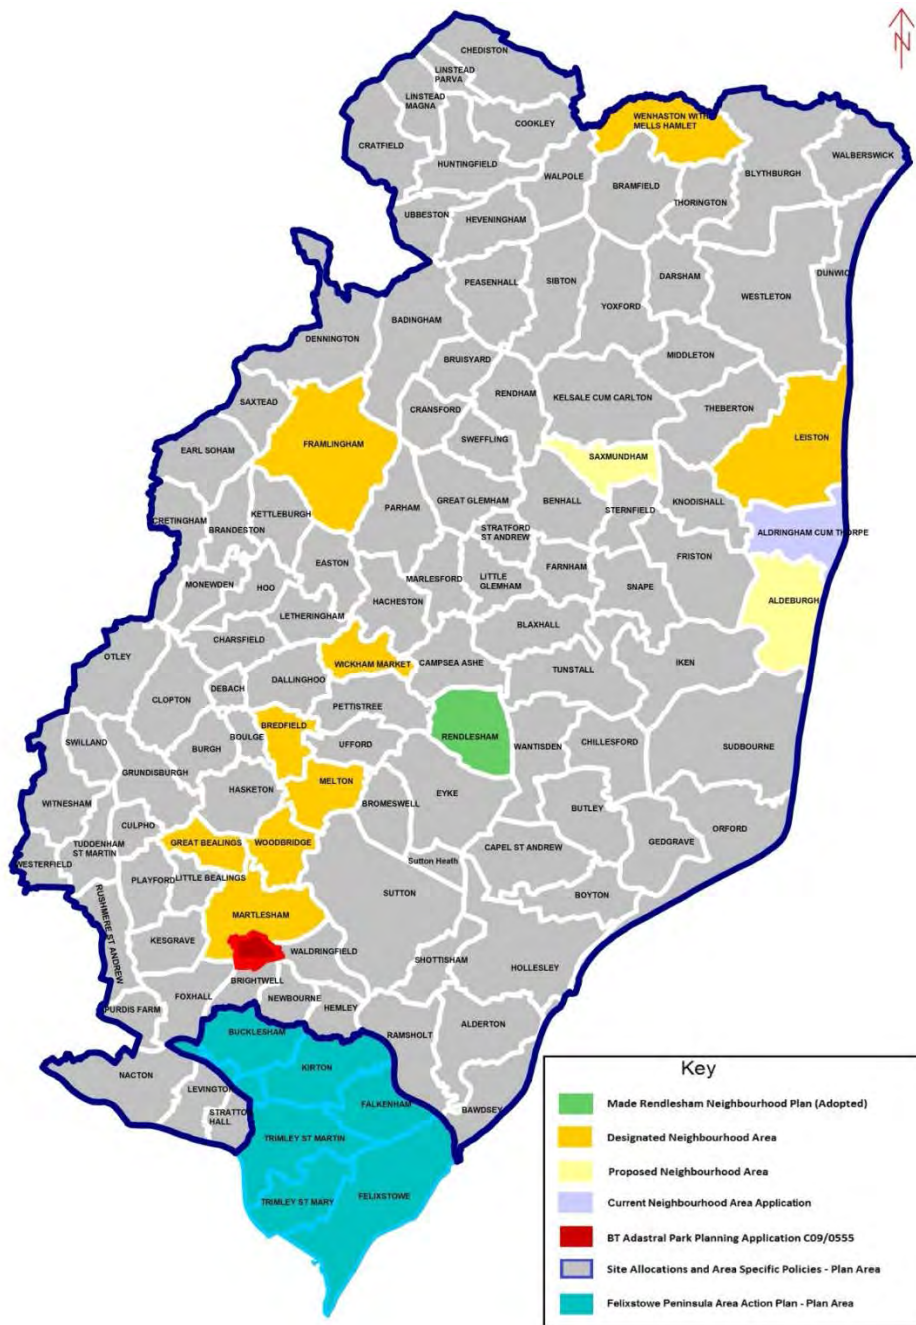 N
CHEDISTON
LINSTEAD
PARVA
LINSTEAD
MAGNA
COOKLEY
WENHASTON WITH
MELLS HAMLET
CRATFIELD
HUNTINGFIELD
WALPOLE
BRAMFIELD
BLYTHBURGH
WALBERSWICK
THORINGTON
UBBESTON
HEVENINGHAM
PEASENHALL
SIBTON
DARSHAM
DUNWICH
YOXFORD
WESTLETON
BADINGHAM
DENNINGTON
BRUISYARD
MIDDLETON
RENDHAM
KELSALE CUM CARLTON
SAXTEAD
CRANSFORD
THEBERTON
FRAMLINGHAM
SWEFFLING
LEISTON
EARL SOHAM
SAXMUNDHAM
GREAT GLEMHAM
BENHALL
KNODISHALL
PARHAM
STERNFIELD
KETTLEBURGH
CRETINGHAM
BRANDESTON
STRATFORD
ST ANDREW
ALDRINGHAM CUM THORPE
FRISTON
EASTON
FARNHAM
MARLESFORD
LITTLE
GLEMHAM
SNAPE
MONEWDEN
HOO
HACHESTON
ALDEBURGH
LETHERINGHAM
BLAXHALL
CHARSFIELD
OTLEY
WICKHAM MARKET
CAMPSEA ASHE
TUNSTALL
IKEN
DALLINGHOO
DEBACH
CLOPTON
PETTISTREE
BREDFIELD
RENDLESHAM
BOULGE
UFFORD
WANTISDEN
CHILLESFORD
SUDBOURNE
SWILLAND
BURGH
GRUNDISBURGH
MELTON
HASKETON
EYKE
WITNESHAM
BROMESWELL
BUTLEY
ORFORD
CULPHO
TUDDENHAM
ST MARTIN
GREAT BEALINGS
WOODBRIDGE
CAPEL ST ANDREW
GEDGRAVE
WESTERFIELD
Sutton Heath
PLAYFORD
LITTLE BEALINGS
SUTTON
BOYTON
RUSHMERE ST ANDREW
MARTLESHAM
KESGRAVE
WALDRINGFIELD
SHOTTISHAM
HOLLESLEY
BRIGHTWELL
FOXHALL
NEWBOURNE
HEMLEY
PURDIS FARM
RAMSHOLT
ALDERTON
BUCKLESHAM
NACTON
KIRTON
LEVINGTON
FALKENHAM
BAWDSEY
STRATTON
HALL
TRIMLEY ST MARTIN
TRIMLEY ST MARY
FELIXSTOWE
Key
Made Rendlesham Neighbourhood Plan (Adopted)
Designated Neighbourhood Area
Proposed Neighbourhood Area
Current Neighbourhood Area Application
BT Adastral Park Planning Application C09/0555
Site Allocations and Area Specific Policies - Plan Area
Felixstowe Peninsula Area Action Plan - Plan Area